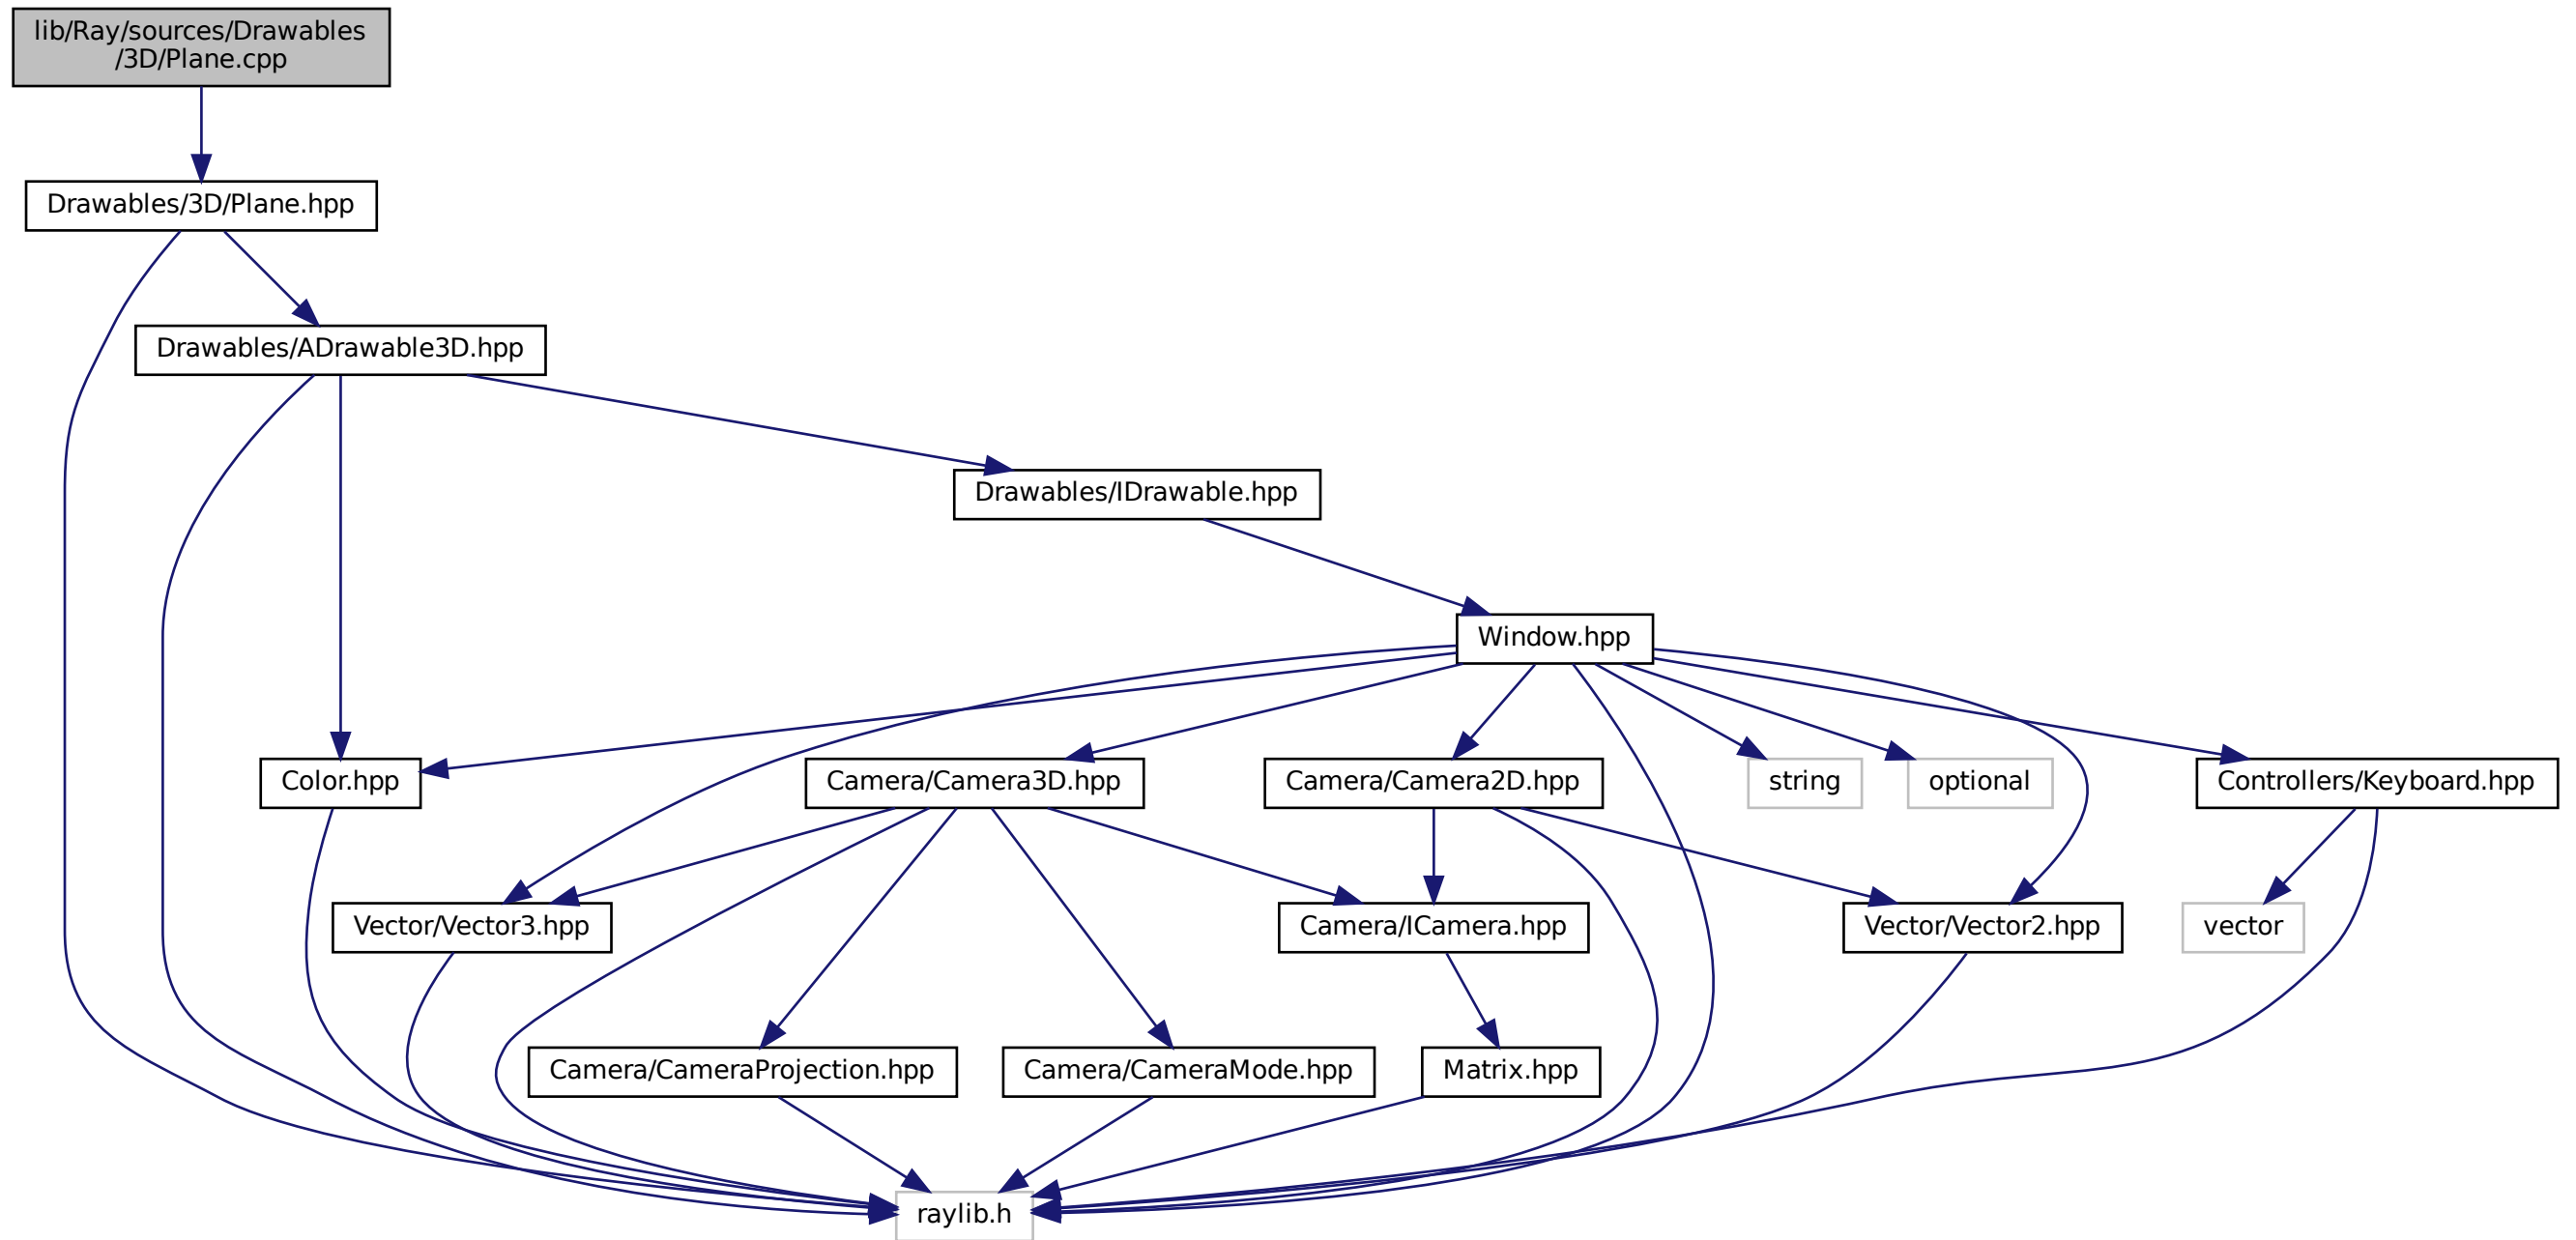 lib/Ray/sources/Drawables
/3D/Plane.cpp
Drawables/3D/Plane.hpp
Drawables/ADrawable3D.hpp
Drawables/IDrawable.hpp
Window.hpp
Color.hpp
Camera/Camera3D.hpp
Camera/Camera2D.hpp
string
optional
Controllers/Keyboard.hpp
Vector/Vector3.hpp
Camera/ICamera.hpp
Vector/Vector2.hpp
vector
Camera/CameraProjection.hpp
Camera/CameraMode.hpp
Matrix.hpp
raylib.h